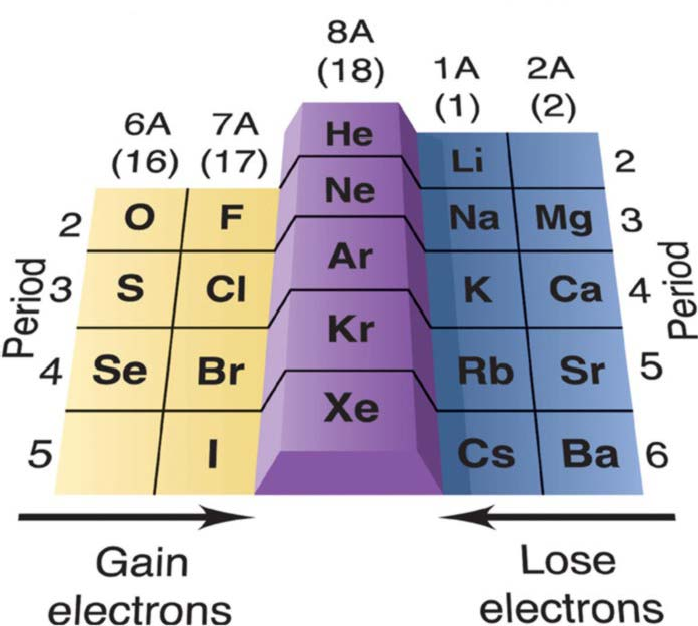 8A
(18)
6A 7A
(16) (17)
1A 2A
(1) (2)
He
Li 2
Ne
2 O F Na Mg 3
Ar
3 S Cl K Ca 4
Kr
4 Se Br Rb Sr 5
Xe
5 I Cs Ba 6
Period
Period
Gain
electrons
Lose
electrons